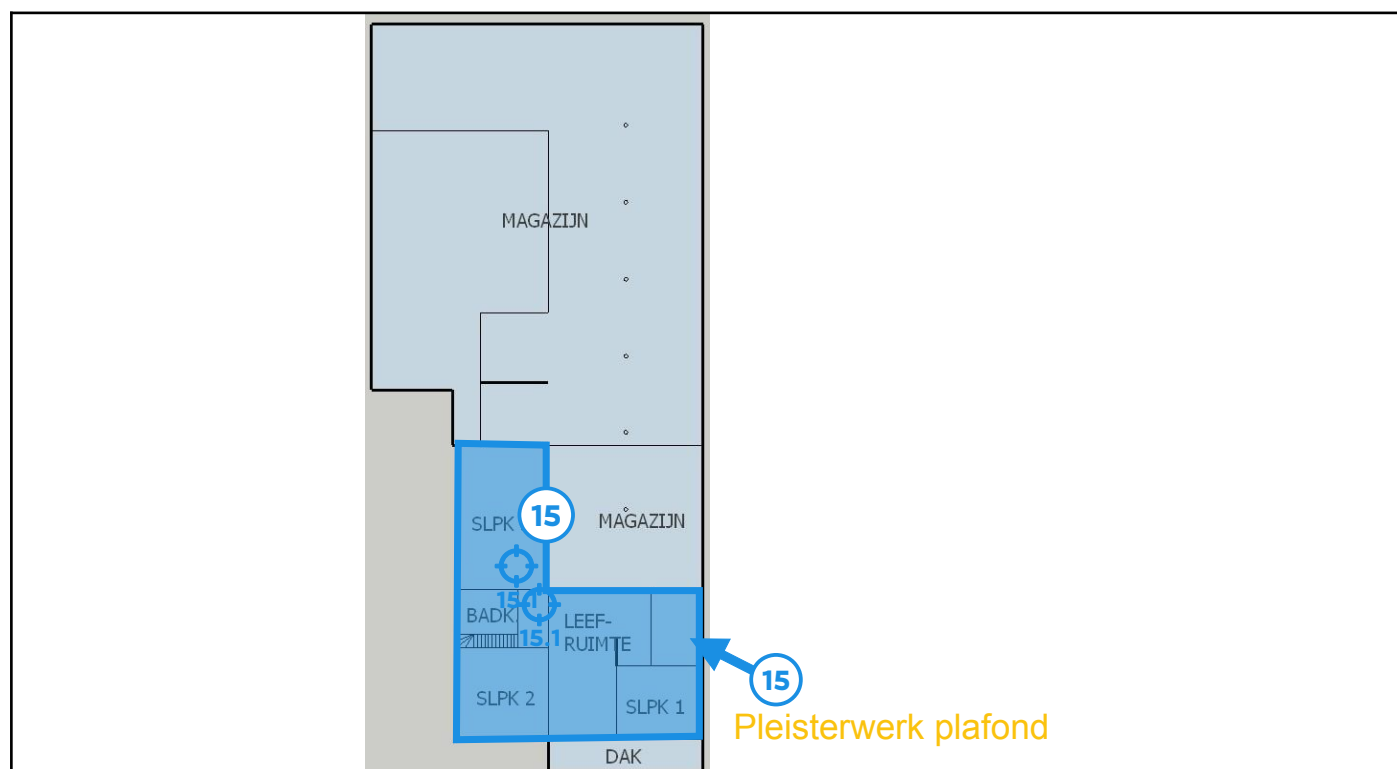 MAGAZIJN
SLPK
15
MAGAZIJN
15.1
BADK.
15.1
LEEF-
RUIMTE
15
SLPK 2
SLPK 1
Pleisterwerk plafond
DAK